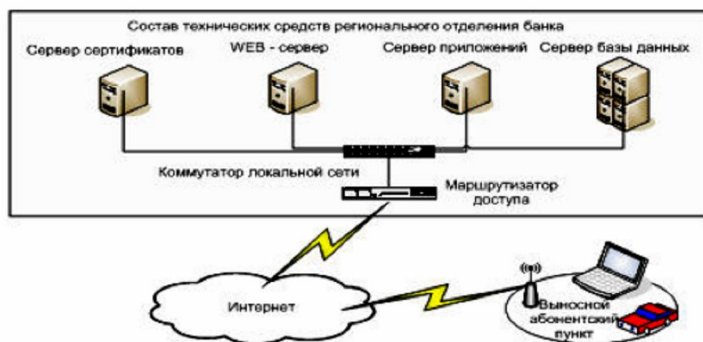 Состав технических средств регионального отделения банка
Сервер сертификатов
WEB - сервер
Сервер приложений
Сервер базы данных
Коммутатор локальной сети
Маршрутизатор
доступа
Интернет
Выносной
абонентский
пункт